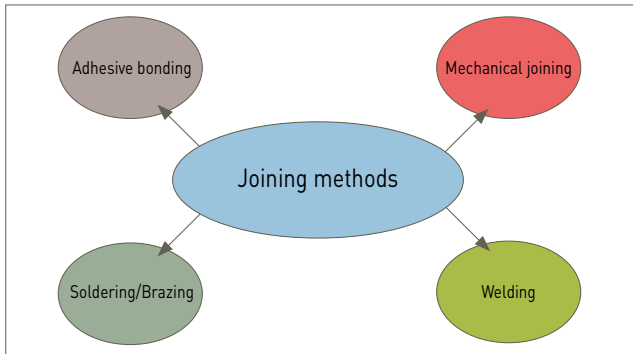 Adhesive bonding
Mechanical joining
Joining methods
Soldering/Brazing
Welding